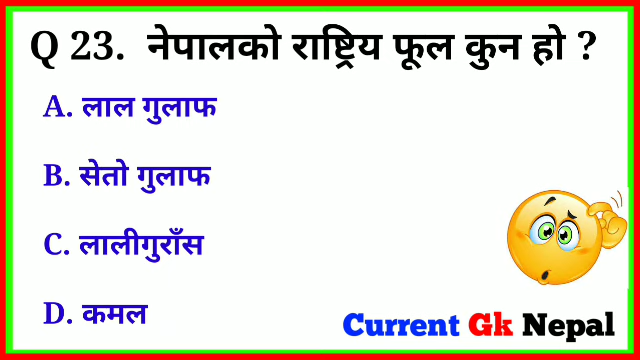 Q 23. नेपालको राष्ट्रिय फूल कुन हो ?
A. लाल गुलाफ
B. सेतो गुलाफ
C. लालीगुराँस
D. कमल
Current Gk Nepal